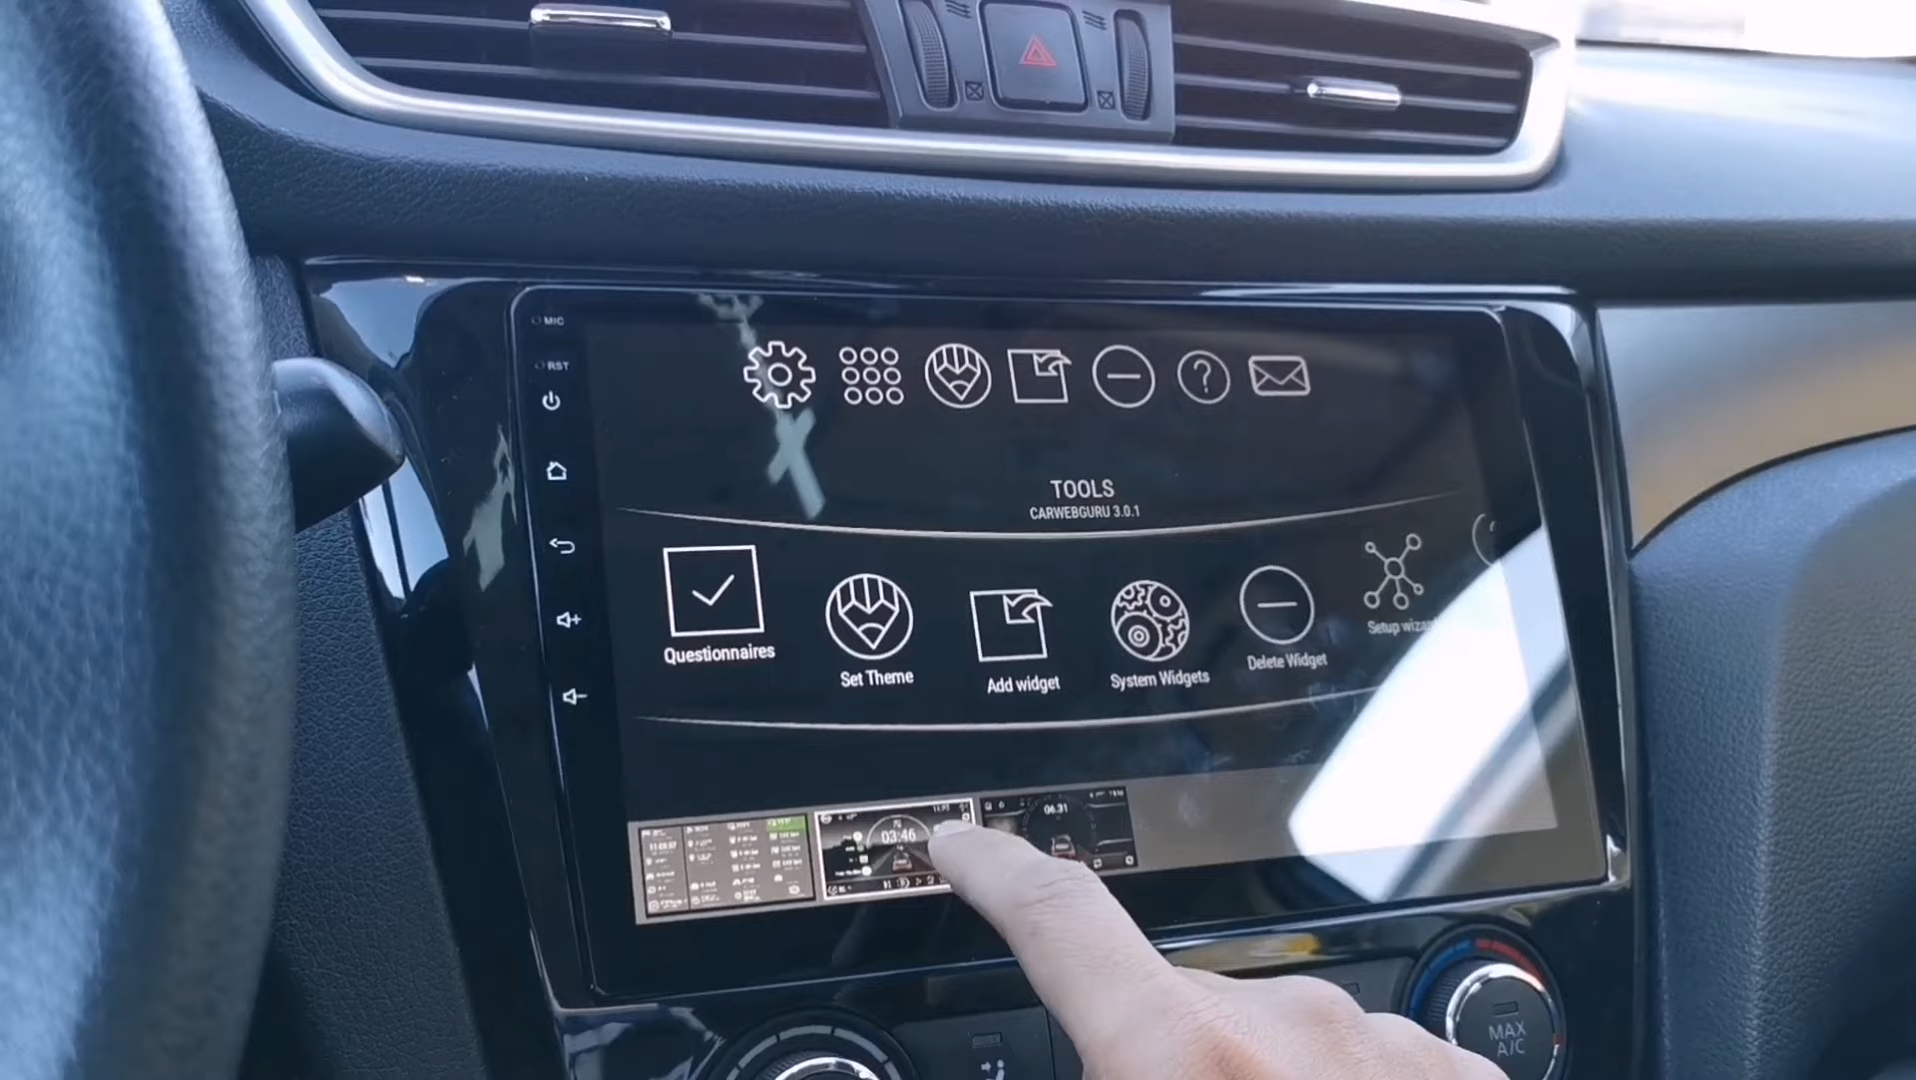 MIC
RST
TOOLS
CARWEBGURU 3.0.1
Questionnaires
Set Theme
Add widget
System Widgets
Delete Widget
Setup
03:46
06:31
MAX
A/C